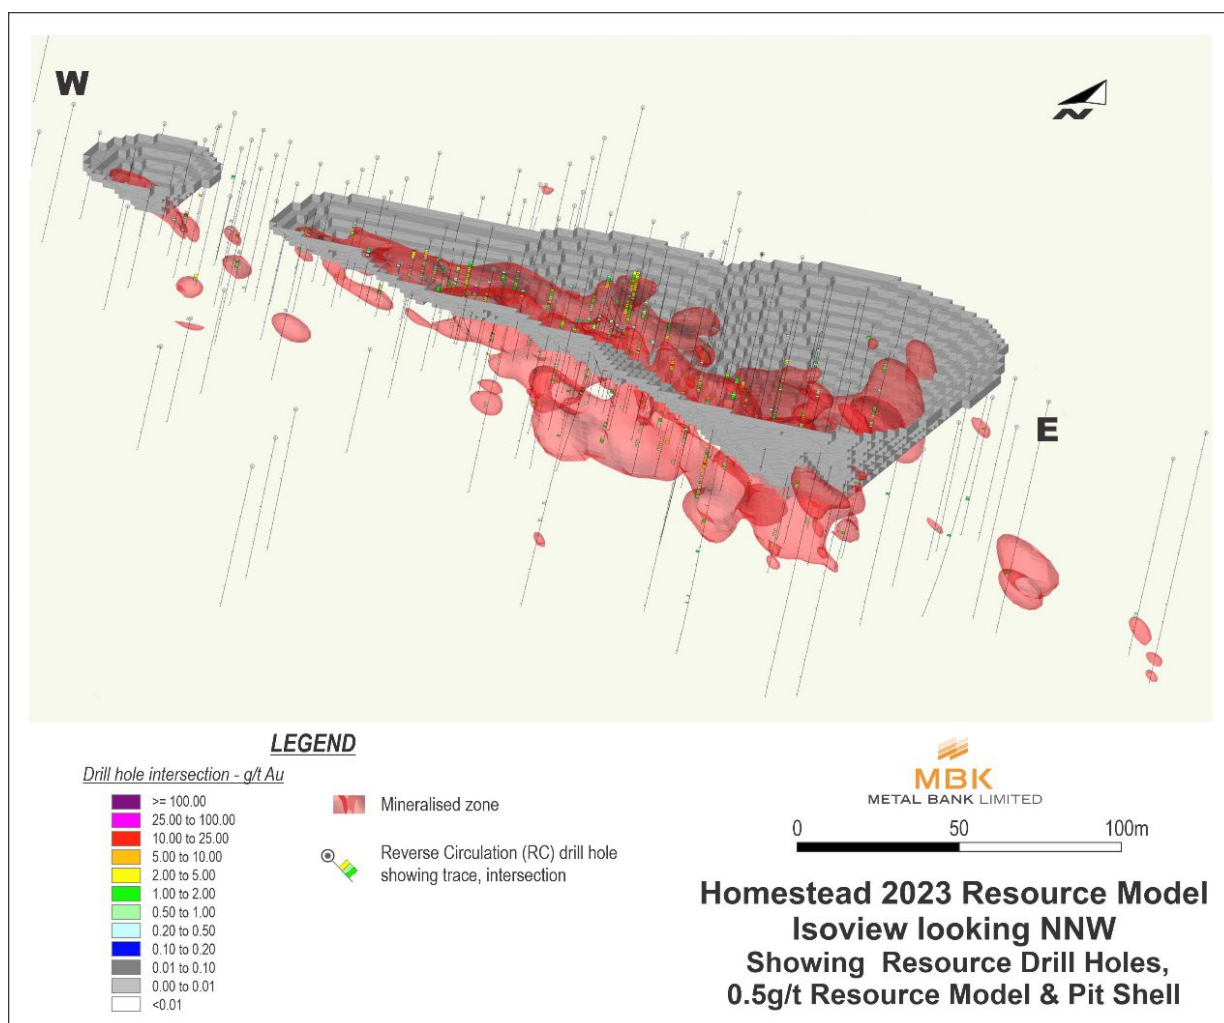 W
N
E
LEGEND
Drill hole intersection - g/t Au
>= 100.00
25.00 to 100.00
10.00 to 25.00
5.00 to 10.00
2.00 to 5.00
1.00 to 2.00
0.50 to 1.00
0.20 to 0.50
0.10 to 0.20
0.01 to 0.10
0.00 to 0.01
<0.01
Mineralised zone
Reverse Circulation (RC) drill hole
showing trace, intersection
MBK
METAL BANK LIMITED
0 50 100m
Homestead 2023 Resource Model
Isoview looking NNW
Showing Resource Drill Holes,
0.5g/t Resource Model & Pit Shell